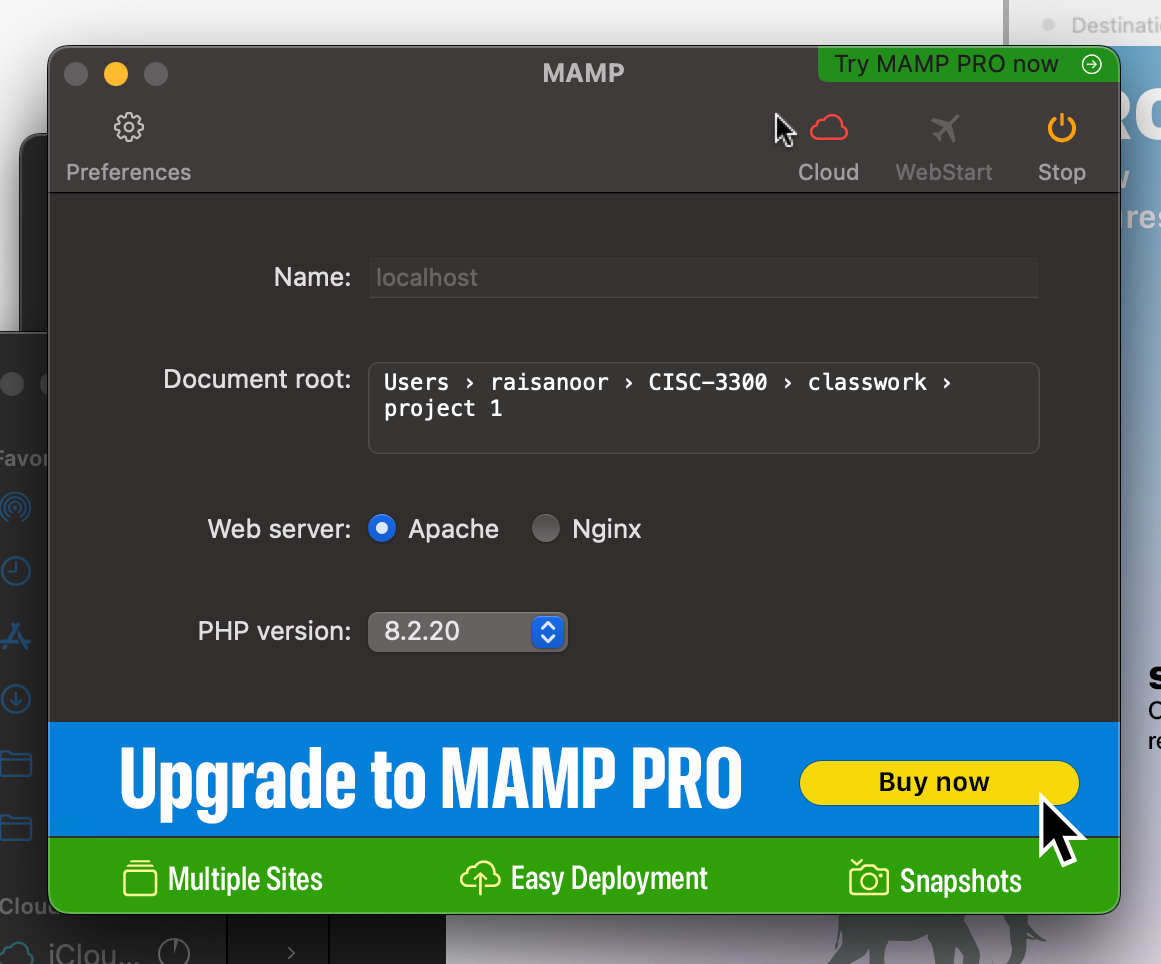 Destinati
MAMP
Try MAMP PRO now
Preferences
Cloud
WebStart
Stop
Name:
localhost
Document root:
Users › raisanoor › CISC-3300 › classwork ›
project 1
Web server:
Apache
Nginx
PHP version:
8.2.20
Upgrade to MAMP PRO
Buy now
Multiple Sites
Easy Deployment
Snapshots
Favor
iClou...